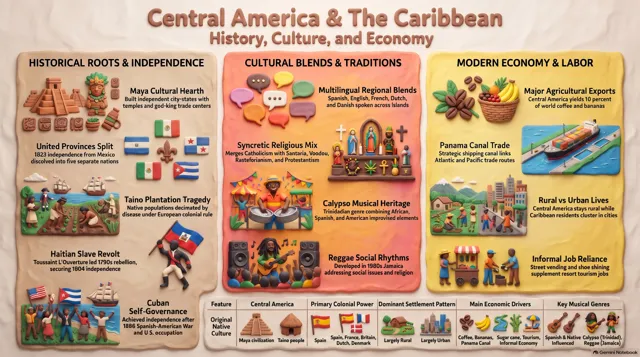 Central America & The Caribbean
History, Culture, and Economy
HISTORICAL ROOTS & INDEPENDENCE
Maya Cultural Hearth
Built independent city-states with
temples and god-king trade centers
United Provinces Split
1823 independence from Mexico
dissolved into five separate nations
Taino Plantation Tragedy
Native populations decimated by
disease under European colonial rule
Haitian Slave Revolt
Toussaint L'Ouverture led 1790s rebellion,
securing 1804 independence
Cuban
Self-Governance
Achieved independence after
1898 Spanish-American War
and U.S. occupation
CULTURAL BLENDS & TRADITIONS
Multilingual Regional Blends
Spanish, English, French, Dutch,
and Danish spoken across Islands
Syncretic Religious Mix
Merges Catholicism with Santaria, Voodou,
Rastaforianism, and Protestantism
Calypso Musical Heritage
Trinidadian genre combining African,
Spanish, and American improvised elements
Reggae Social Rhythms
Developed in 1980s Jamaica
addressing social issues and religion
MODERN ECONOMY & LABOR
Major Agricultural Exports
Central America yields 10 percent
of world coffee and bananas
Panama Canal Trade
Strategic shipping canal links
Atlantic and Pacific trade routes
Rural vs Urban Lives
Central America stays rural while
Caribbean residents cluster in cities
Informal Job Reliance
Street vending and shoe shining
supplement resort tourism jobs
Feature
Central America
Primary Colonial Power
Dominant Settlement Pattern
Main Economic Drivers
Key Musical Genres
Original
Native
Culture
Maya civilization
Taino people
Spain
Spain, France, Britain,
Dutch, Denmark
Largely Rural
Largely Urban
Coffee, Bananas,
Panama Canal
Sugar cane, Tourism,
Informal Economy
Spanish & Native
Influenced
Calypso (Trinidad),
Reggae (Jamaica)